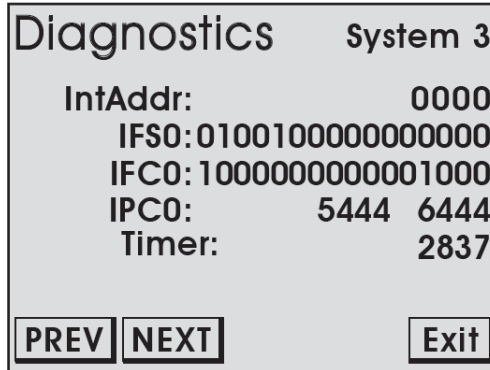 Diagnostics System 3
IntAddr: 0000
IFS0: 0100100000000000
IFC0: 1000000000001000
IPC0: 5444 6444
Timer: 2837
PREV NEXT Exit